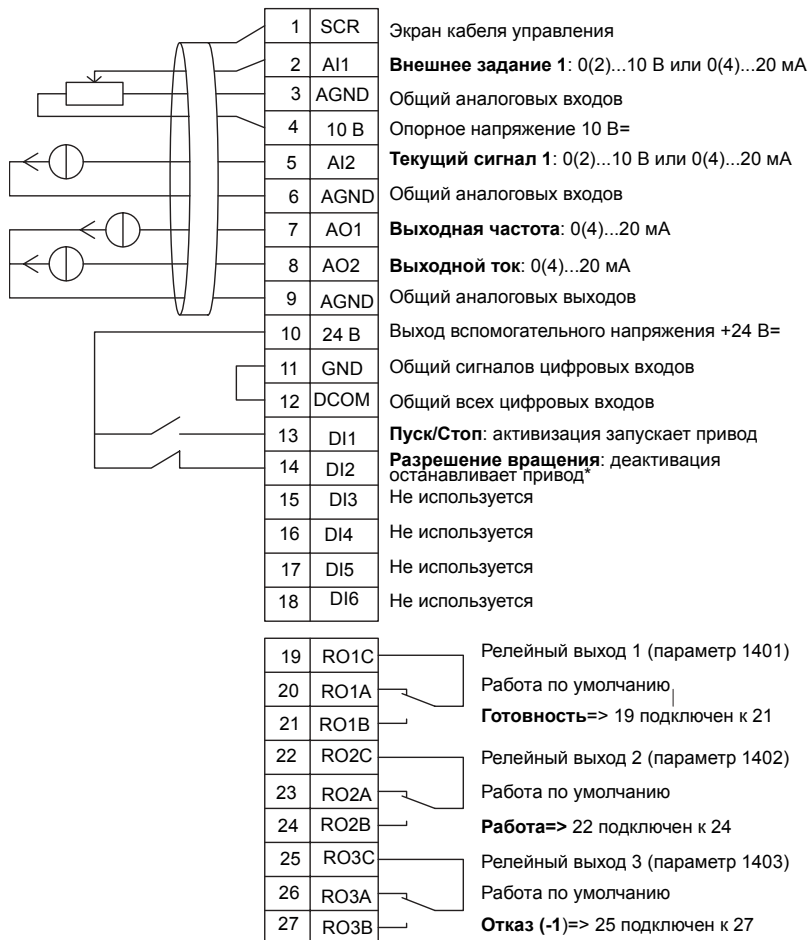 1 SCR Экран кабеля управления
2 AI1 Внешнее задание 1: 0(2)...10 В или 0(4)...20 мА
3 AGND Общий аналоговых входов
4 10 В Опорное напряжение 10 В=
5 AI2 Текущий сигнал 1: 0(2)...10 В или 0(4)...20 мА
6 AGND Общий аналоговых входов
7 AO1 Выходная частота: 0(4)...20 мА
8 AO2 Выходной ток: 0(4)...20 мА
9 AGND Общий аналоговых выходов
10 24 В Выход вспомогательного напряжения +24 В=
11 GND Общий сигналов цифровых входов
12 DCOM Общий всех цифровых входов
13 DI1 Пуск/Стоп: активизация запускает привод
14 DI2 Разрешение вращения: деактивация
останавливает привод*
15 DI3 Не используется
16 DI4 Не используется
17 DI5 Не используется
18 DI6 Не используется
19 RO1C Релейный выход 1 (параметр 1401)
20 RO1A Работа по умолчанию
21 RO1B Готовность=> 19 подключен к 21
22 RO2C Релейный выход 2 (параметр 1402)
23 RO2A Работа по умолчанию
24 RO2B Работа=> 22 подключен к 24
25 RO3C Релейный выход 3 (параметр 1403)
26 RO3A Работа по умолчанию
27 RO3B Отказ (-1)=> 25 подключен к 27